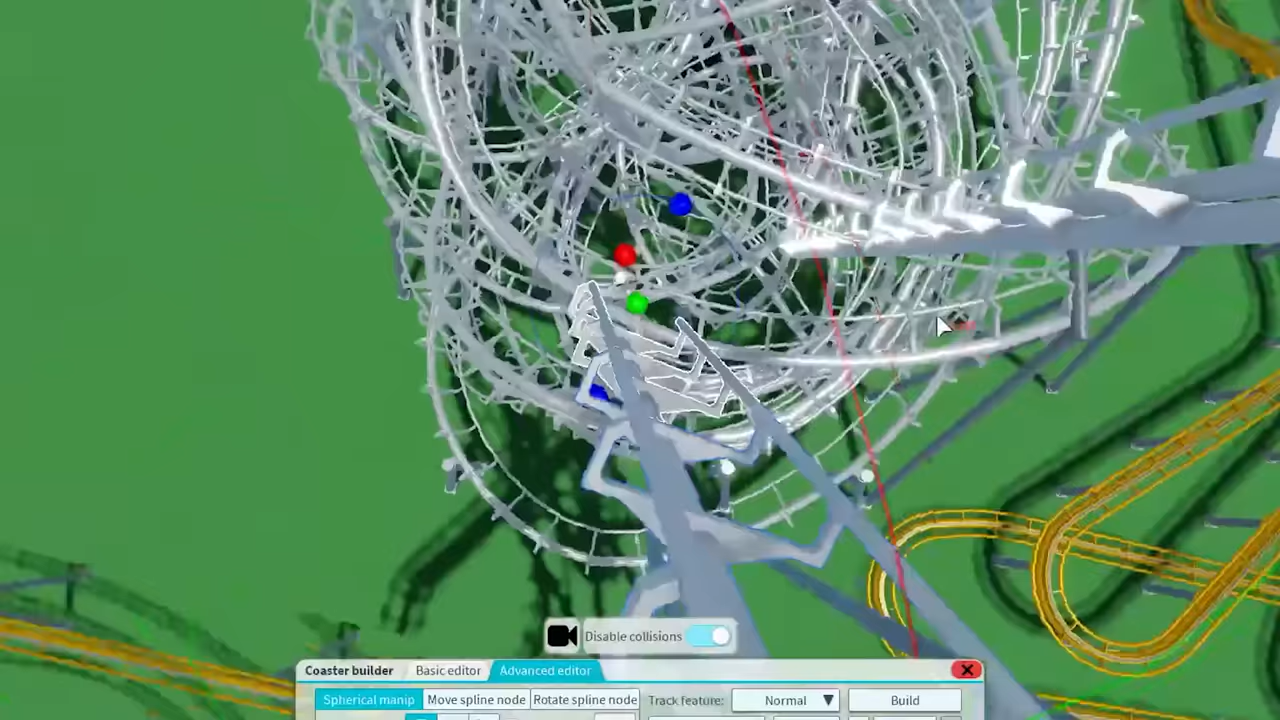 Disable collisions
Coaster builder Basic editor Advanced editor
Spherical manip Move spline node Rotate spline node Track feature: Normal Build